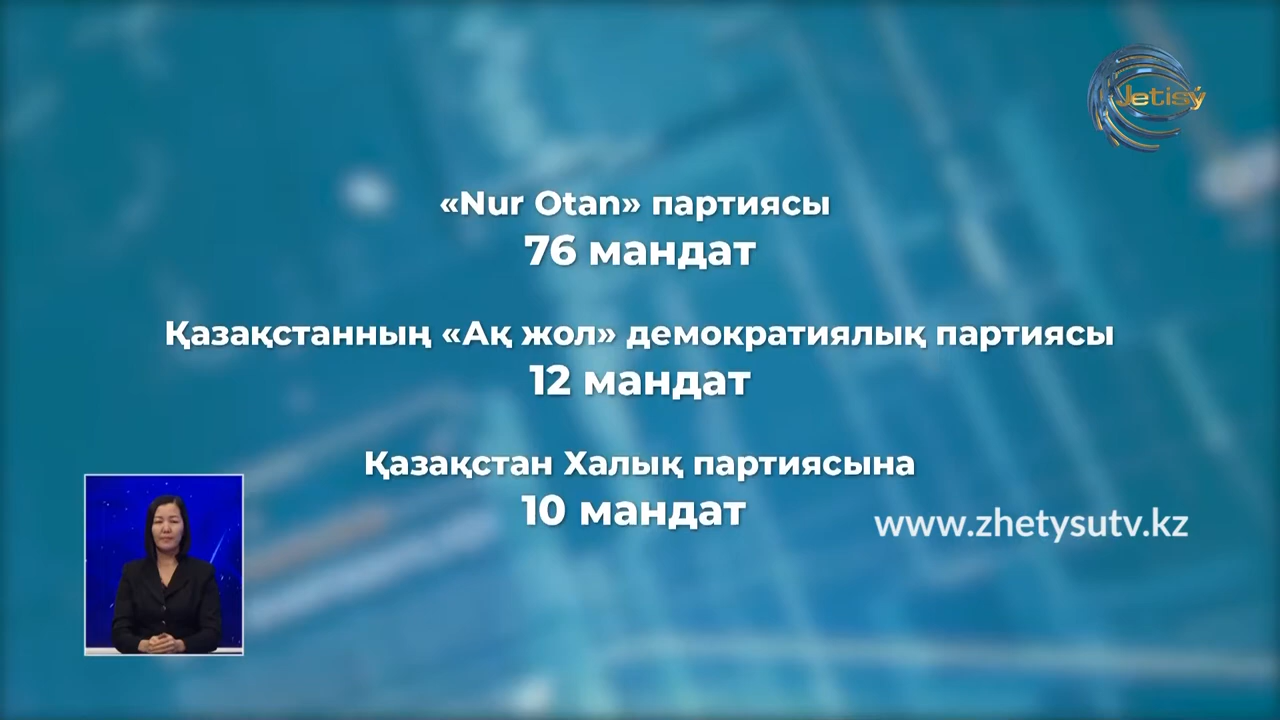 Jetisý
«Nur Otan» партиясы
76 мандат
Қазақстанның «Ақ жол» демократиялық партиясы
12 мандат
Қазақстан Халық партиясына
10 мандат
www.zhetysutv.kz